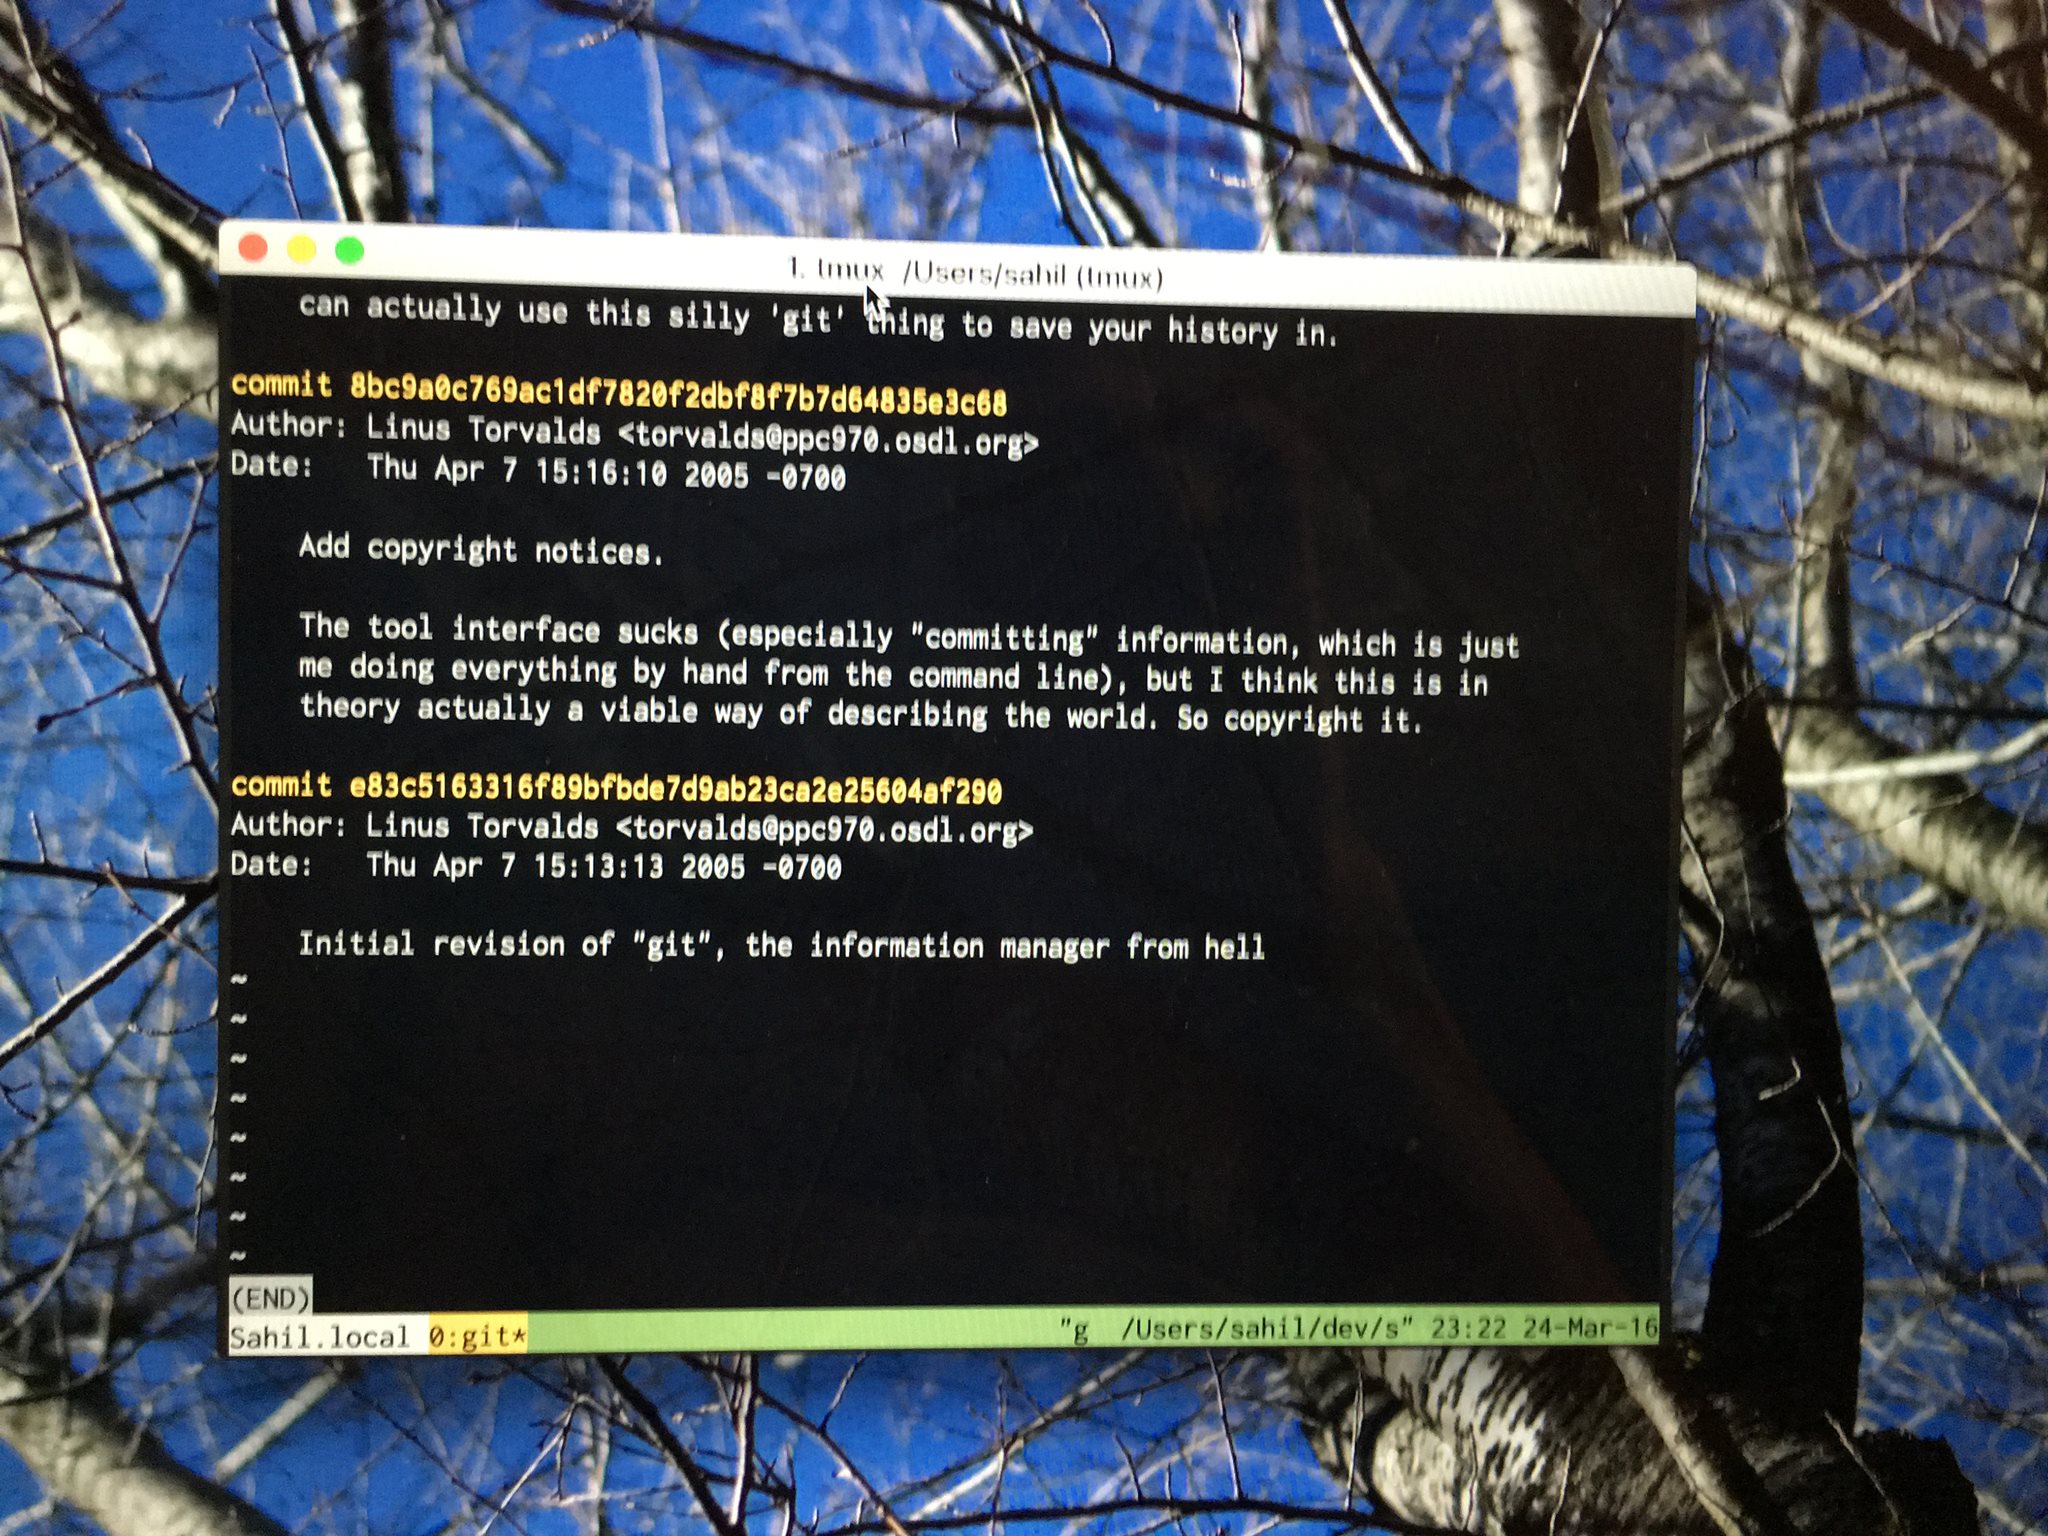 1. tmux /Users/sahil (tmux)
can actually use this silly 'git' thing to save your history in.
commit 8bc9a0c769ac1df7820f2dbf8f7b7d64835e3c68
Author: Linus Torvalds <torvalds@ppc970.osdl.org>
Date:   Thu Apr 7 15:16:10 2005 -0700
Add copyright notices.
The tool interface sucks (especially "committing" information, which is just
me doing everything by hand from the command line), but I think this is in
theory actually a viable way of describing the world. So copyright it.
commit e83c5163316f89bfbde7d9ab23ca2e25604af290
Author: Linus Torvalds <torvalds@ppc970.osdl.org>
Date:   Thu Apr 7 15:13:13 2005 -0700
Initial revision of "git", the information manager from hell
~
~
~
~
~
~
~
~
(END)
Sahil.local 0:git* "g  /Users/sahil/dev/s" 23:22 24-Mar-16